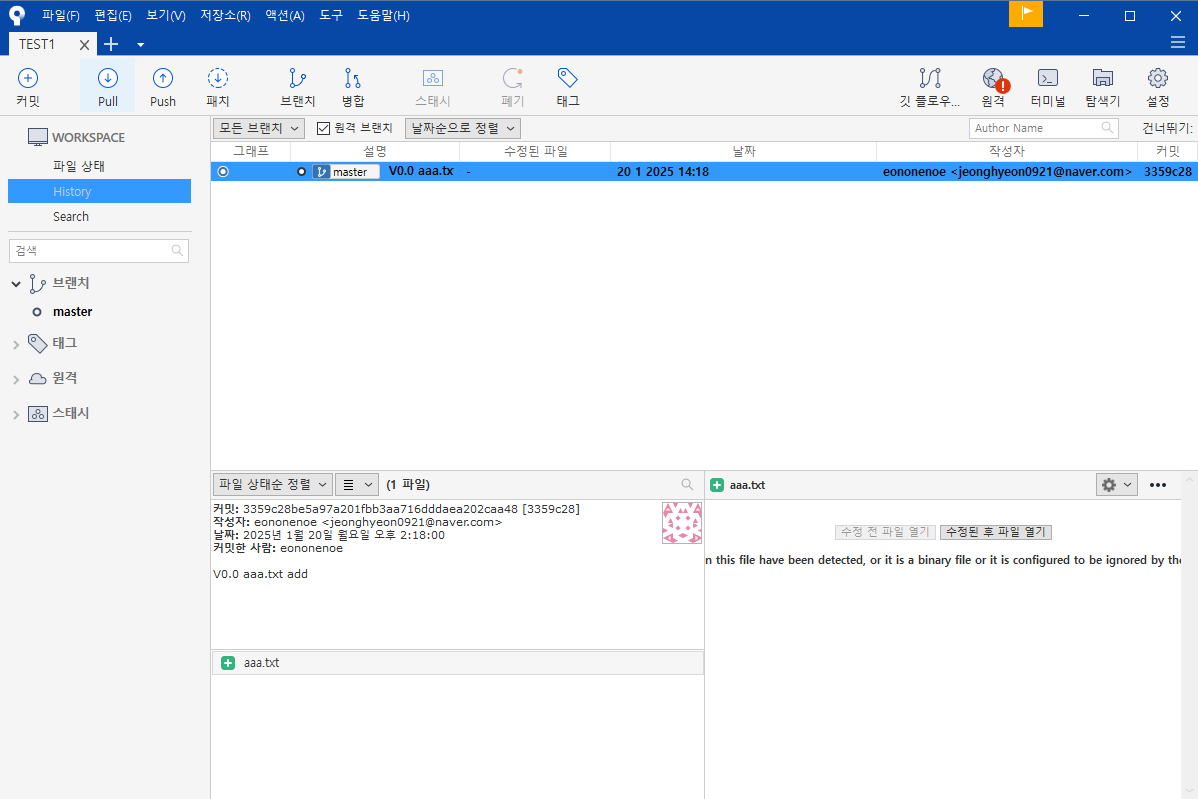 파일(F) 편집(E) 보기(V) 저장소(R) 액션(A) 도구 도움말(H)
TEST1
커밋 Pull Push 패치 브랜치 병합 스태시 폐기 태그 깃 플로우... 원격 터미널 탐색기 설정
WORKSPACE
파일 상태
History
Search
검색
브랜치
master
태그
원격
스태시
모든 브랜치 원격 브랜치 날짜순으로 정렬 Author Name 건너뛰기:
그래프 설명 수정된 파일 날짜 작성자 커밋
master V0.0 aaa.tx - 20 1 2025 14:18 eononenoe <jeonghyeon0921@naver.com> 3359c28
파일 상태순 정렬 (1 파일)
커밋: 3359c28be5a97a201fbb3aa716dddaea202caa48 [3359c28]
작성자: eononenoe <jeonghyeon0921@naver.com>
날짜: 2025년 1월 20일 월요일 오후 2:18:00
커밋한 사람: eononenoe
V0.0 aaa.txt add
aaa.txt
aaa.txt
수정 전 파일 열기 수정된 후 파일 열기
n this file have been detected, or it is a binary file or it is configured to be ignored by the